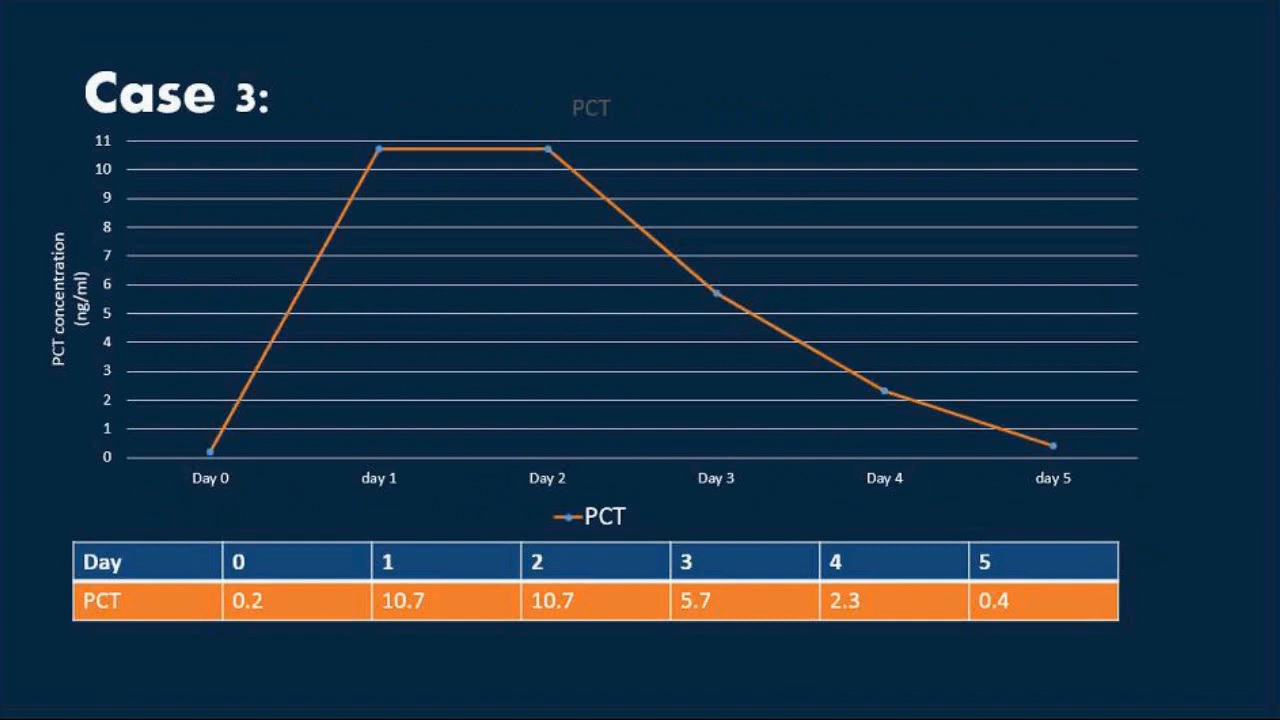 Case 3:
PCT
11
10
9
8
7
6
5
4
3
2
1
0
PCT concentration
(ng/ml)
Day 0 day 1 Day 2 Day 3 Day 4 day 5
PCT
Day 0 1 2 3 4 5
PCT 0.2 10.7 10.7 5.7 2.3 0.4